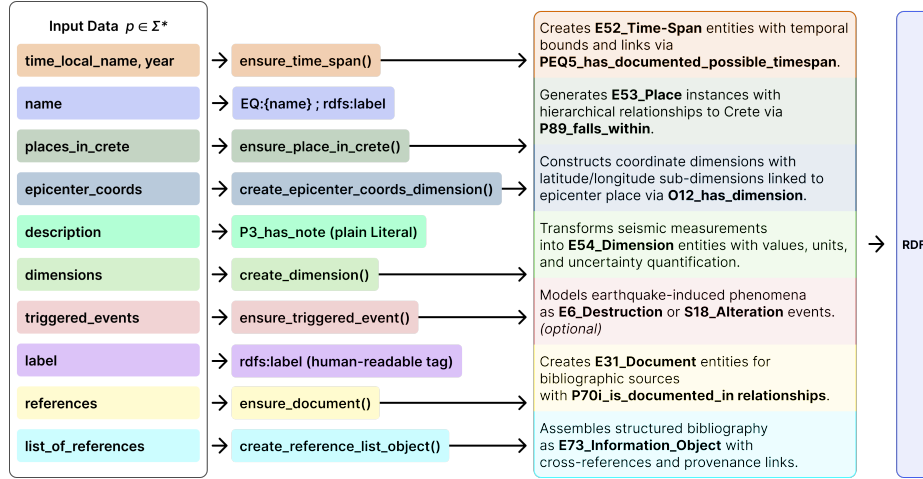 Input Data p ∈ Σ*
time_local_name, year
name
places_in_crete
epicenter_coords
description
dimensions
triggered_events
label
references
list_of_references
ensure_time_span()
EQ:{name} ; rdfs:label
ensure_place_in_crete()
create_epicenter_coords_dimension()
P3_has_note (plain Literal)
create_dimension()
ensure_triggered_event()
rdfs:label (human-readable tag)
ensure_document()
create_reference_list_object()
Creates E52_Time-Span entities with temporal
bounds and links via
PEQ5_has_documented_possible_timespan.
Generates E53_Place instances with
hierarchical relationships to Crete via
P89_falls_within.
Constructs coordinate dimensions with
latitude/longitude sub-dimensions linked to
epicenter place via O12_has_dimension.
Transforms seismic measurements
into E54_Dimension entities with values, units,
and uncertainty quantification.
Models earthquake-induced phenomena
as E6_Destruction or S18_Alteration events.
(optional)
Creates E31_Document entities for
bibliographic sources
with P70i_is_documented_in relationships.
Assembles structured bibliography
as E73_Information_Object with
cross-references and provenance links.
RDF